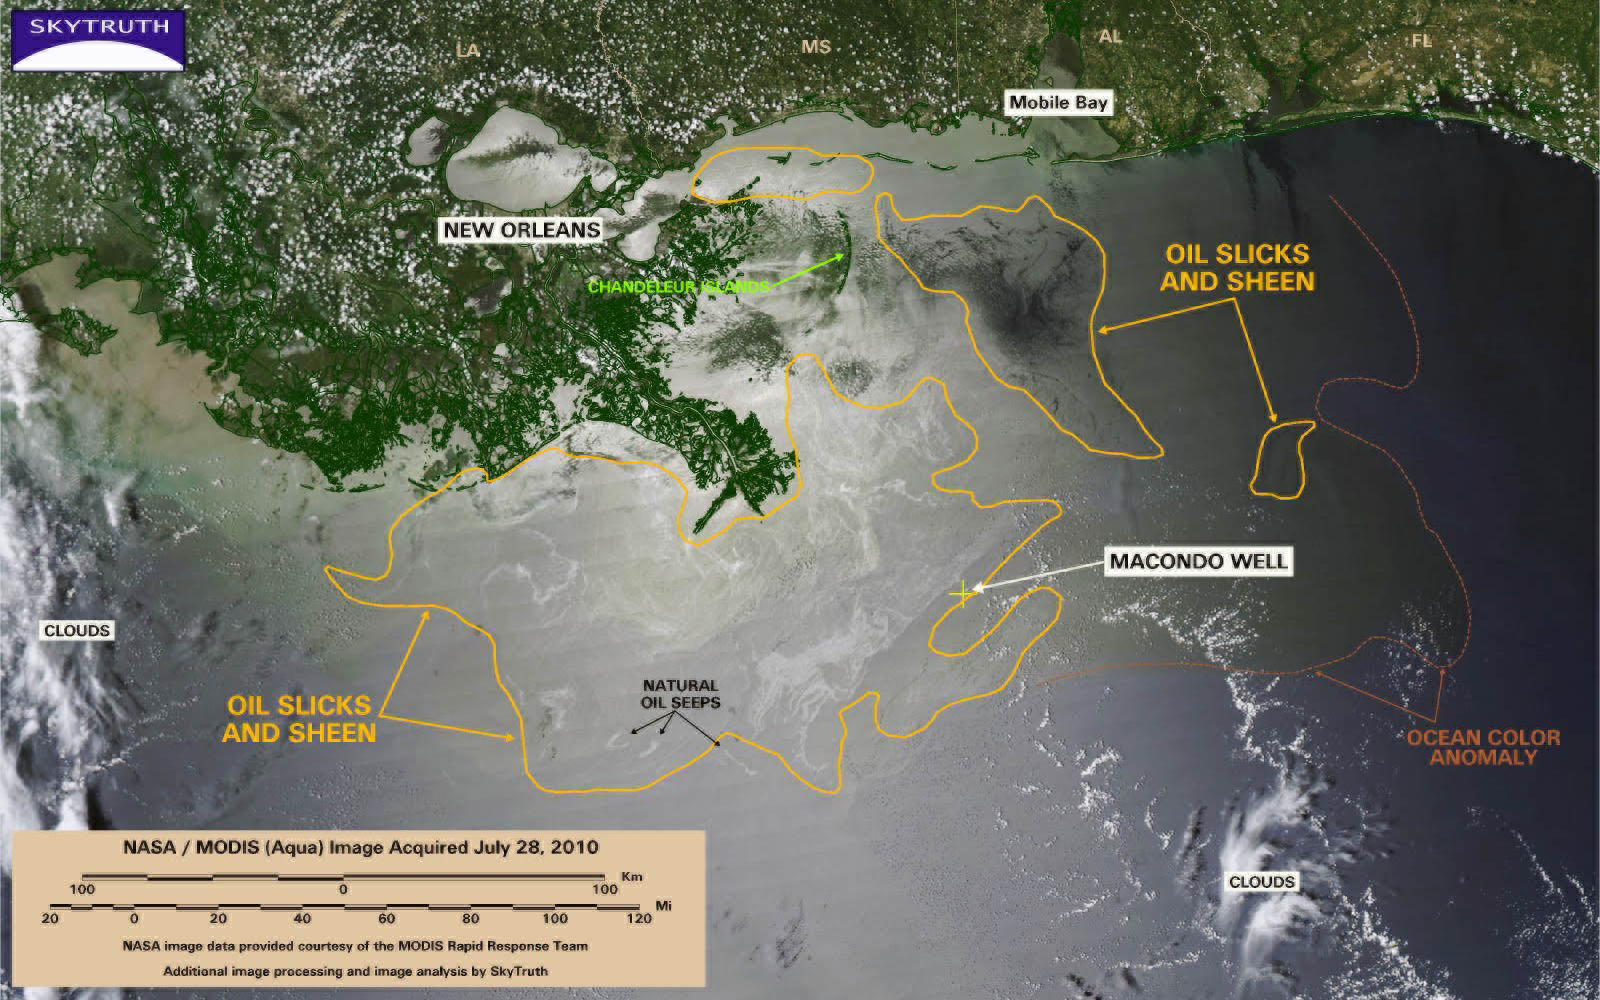 SKYTRUTH
LA
MS
AL
FL
Mobile Bay
NEW ORLEANS
CHANDELEUR ISLANDS
OIL SLICKS
AND SHEEN
MACONDO WELL
CLOUDS
OIL SLICKS
AND SHEEN
NATURAL
OIL SEEPS
OCEAN COLOR
ANOMALY
CLOUDS
NASA / MODIS (Aqua) Image Acquired July 28, 2010
100 0 100 Km
20 0 20 40 60 80 100 120 Mi
NASA image data provided courtesy of the MODIS Rapid Response Team
Additional image processing and image analysis by SkyTruth